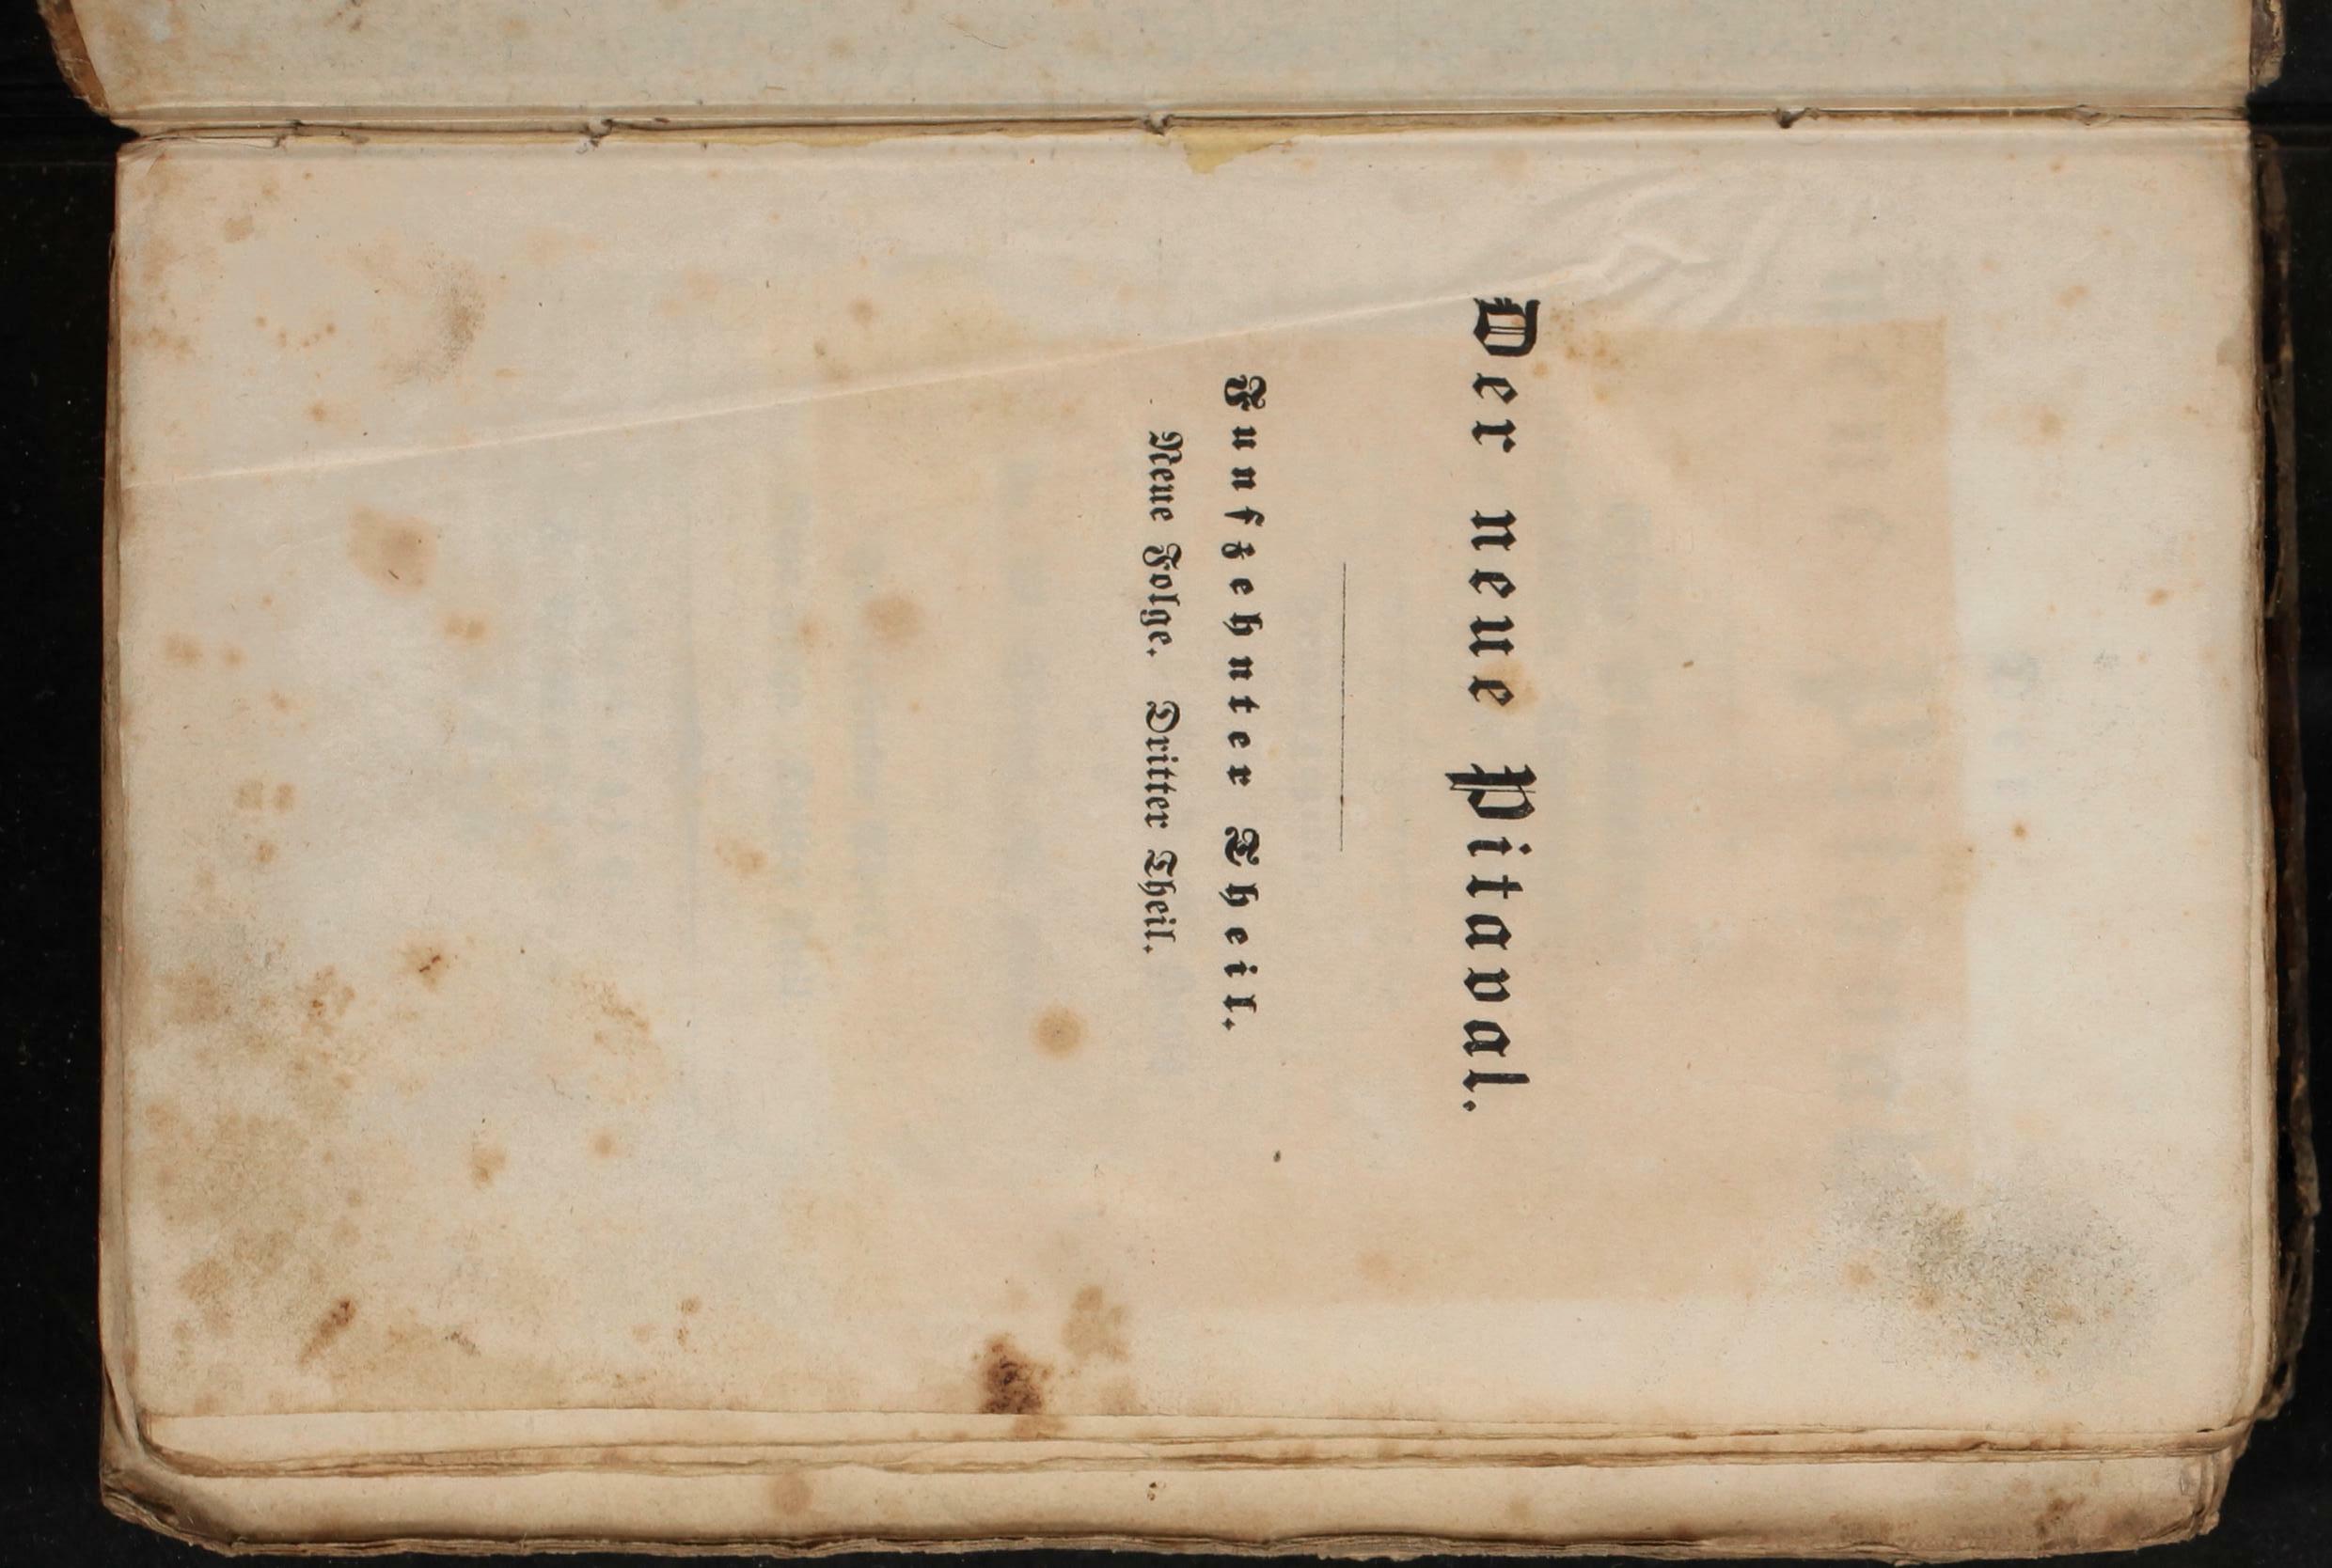 Der neue Pitaval.
Funfzehnter Theil.
Neue Folge. Dritter Theil.